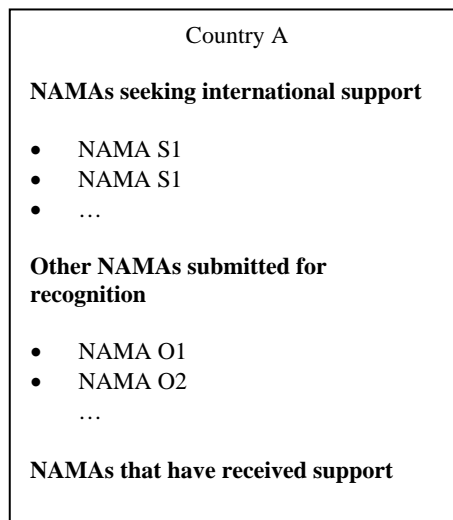 Country A
NAMAs seeking international support
• NAMA S1
• NAMA S1
• …
Other NAMAs submitted for
recognition
• NAMA O1
• NAMA O2
…
NAMAs that have received support